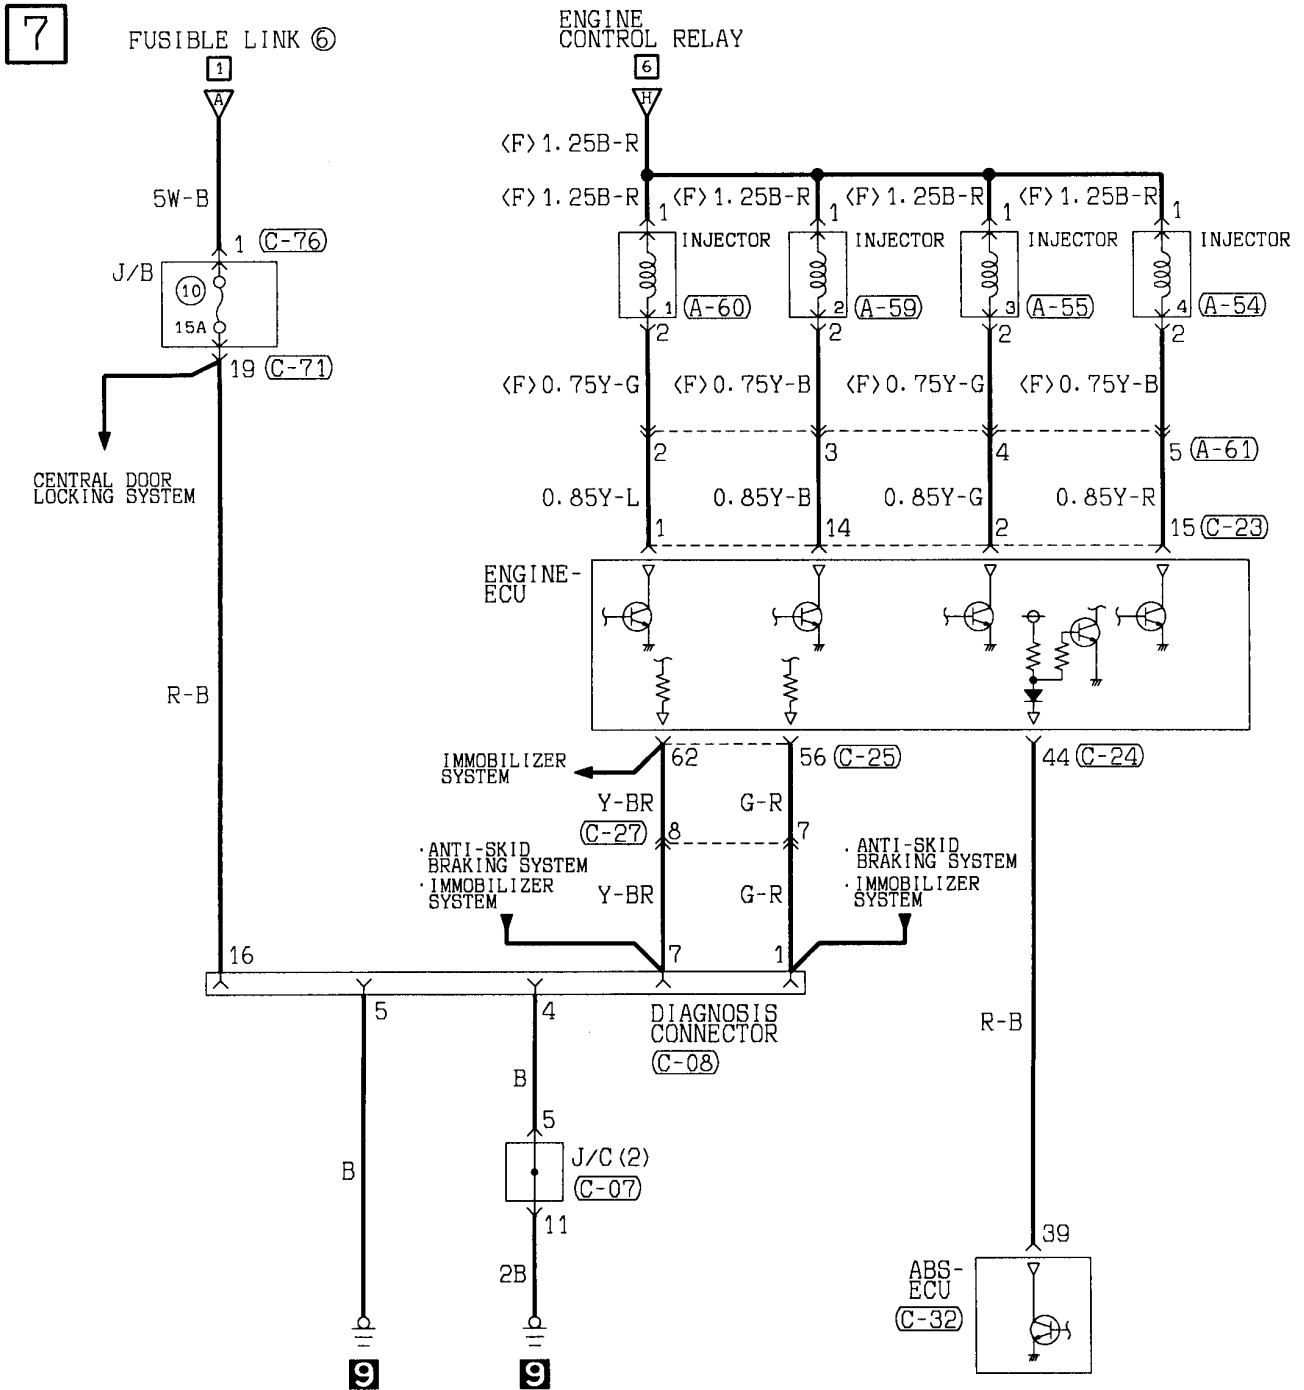 7
FUSIBLE LINK ⑥
1
A
ENGINE
CONTROL RELAY
6
H
<F>1.25B-R
<F>1.25B-R
<F>1.25B-R
<F>1.25B-R
<F>1.25B-R
5W-B
1
1
1
1
1 (C-76)
INJECTOR
INJECTOR
INJECTOR
INJECTOR
J/B
10
15A
1 (A-60)
2 (A-59)
3 (A-55)
4 (A-54)
2
2
2
2
19 (C-71)
<F>0.75Y-G
<F>0.75Y-B
<F>0.75Y-G
<F>0.75Y-B
2
3
4
5 (A-61)
CENTRAL DOOR
LOCKING SYSTEM
0.85Y-L
0.85Y-B
0.85Y-G
0.85Y-R
1
14
2
15 (C-23)
ENGINE-
ECU
R-B
IMMOBILIZER
SYSTEM
62
56 (C-25)
44 (C-24)
Y-BR
G-R
(C-27)
8
7
·ANTI-SKID
BRAKING SYSTEM
·IMMOBILIZER
SYSTEM
Y-BR
G-R
·ANTI-SKID
BRAKING SYSTEM
·IMMOBILIZER
SYSTEM
16
7
1
5
4
DIAGNOSIS
CONNECTOR
(C-08)
R-B
B
5
B
J/C(2)
(C-07)
11
2B
39
ABS-
ECU
(C-32)
9
9